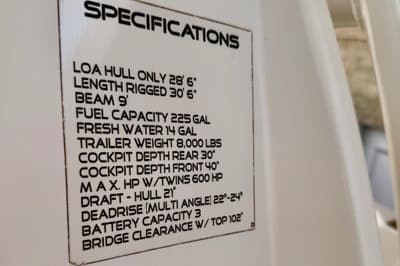 SPECIFICATIONS
LOA HULL ONLY 28' 6"
LENGTH RIGGED 30' 6"
BEAM 9'
FUEL CAPACITY 225 GAL
FRESH WATER 14 GAL
TRAILER WEIGHT 8,000 LBS
COCKPIT DEPTH REAR 30"
COCKPIT DEPTH FRONT 40"
M A X. HP W/TWINS 600 HP
DRAFT - HULL 21"
DEADRISE (MULTI ANGLE) 22°-24°
BATTERY CAPACITY 3
BRIDGE CLEARANCE W/ TOP 102"